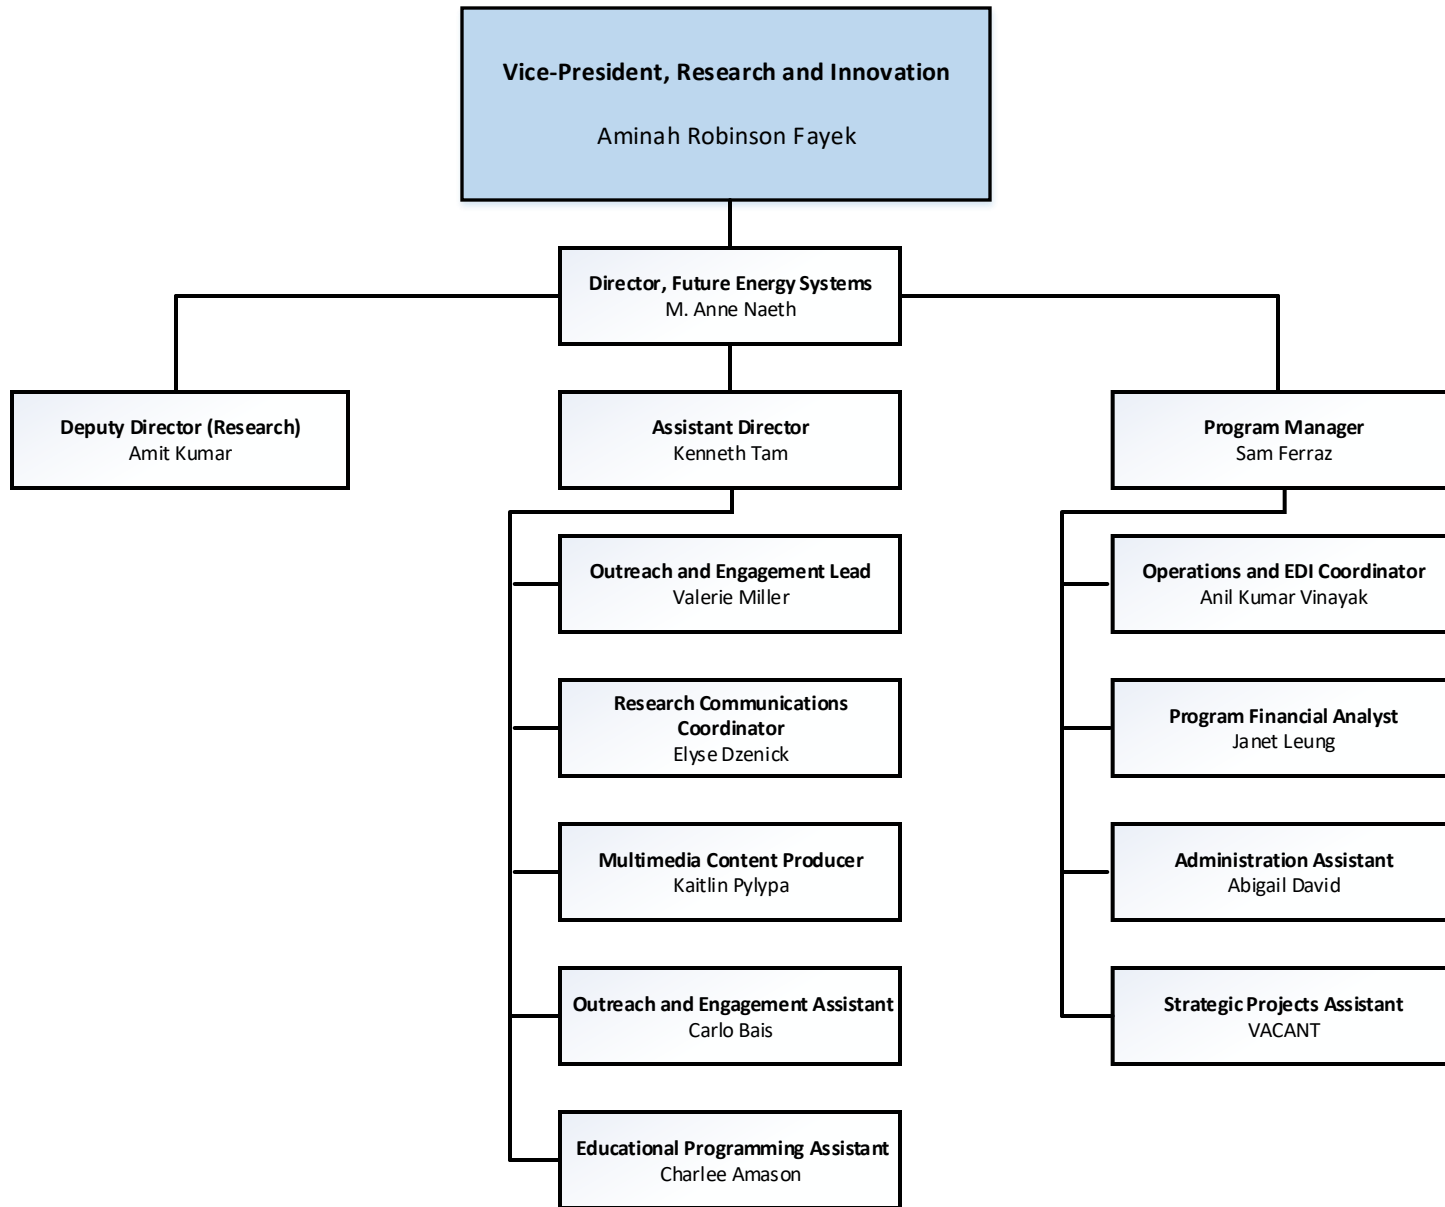 Vice-President, Research and Innovation
Aminah Robinson Fayek
Director, Future Energy Systems
M. Anne Naeth
Deputy Director (Research)
Amit Kumar
Assistant Director
Kenneth Tam
Program Manager
Sam Ferraz
Outreach and Engagement Lead
Valerie Miller
Research Communications
Coordinator
Elyse Dzenick
Multimedia Content Producer
Kaitlin Pylypa
Outreach and Engagement Assistant
Carlo Bais
Educational Programming Assistant
Charlee Amason
Operations and EDI Coordinator
Anil Kumar Vinayak
Program Financial Analyst
Janet Leung
Administration Assistant
Abigail David
Strategic Projects Assistant
VACANT